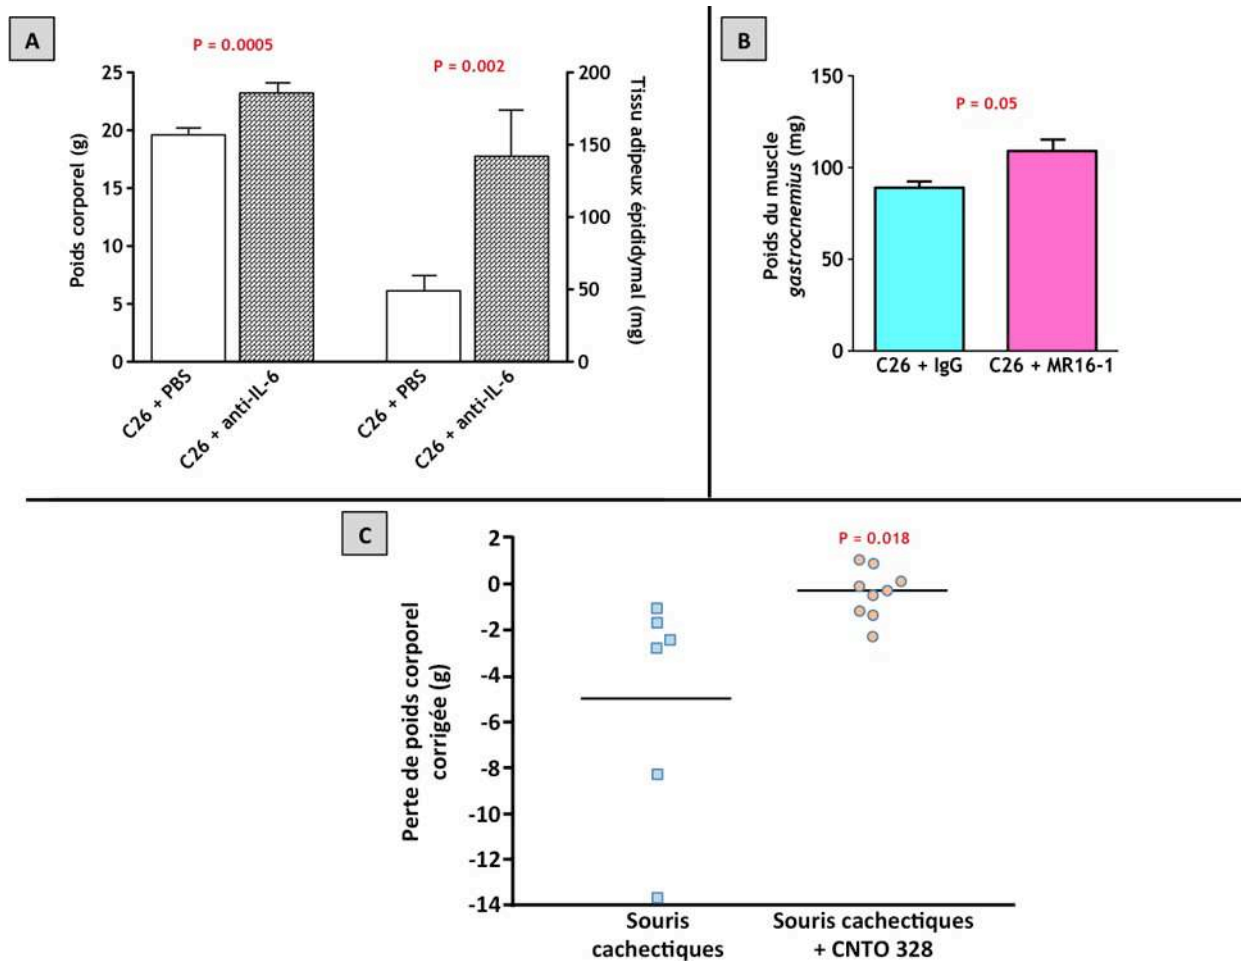 A
P = 0.0005
P = 0.002
Poids corporel (g)
25
20
15
10
5
0
200
150
100
50
0
Tissu adipeux épididymal (mg)
C26 + PBS
C26 + anti-IL-6
C26 + PBS
C26 + anti-IL-6
B
P = 0.05
Poids du muscle
gastrocnemius (mg)
150
100
50
0
C26 + IgG
C26 + MR16-1
C
P = 0.018
Perte de poids corporel
corrigée (g)
2
0
-2
-4
-6
-8
-10
-12
-14
Souris
cachectiques
Souris cachectiques
+ CNTO 328